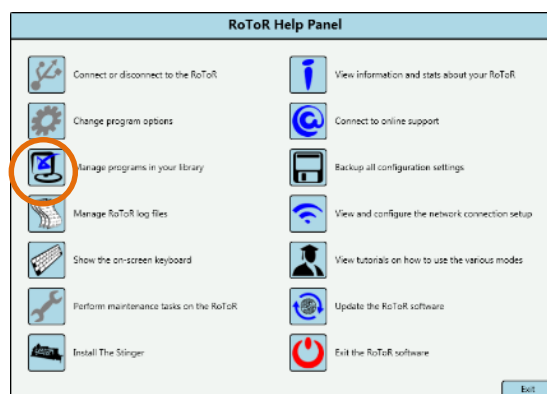 RoToR Help Panel
Connect or disconnect to the RoToR
Change program options
Manage programs in your library
Manage RoToR log files
Show the on-screen keyboard
Perform maintenance tasks on the RoToR
Install The Stinger
View information and stats about your RoToR
Connect to online support
Backup all configuration settings
View and configure the network connection setup
View tutorials on how to use the various modes
Update the RoToR software
Exit the RoToR software
Exit